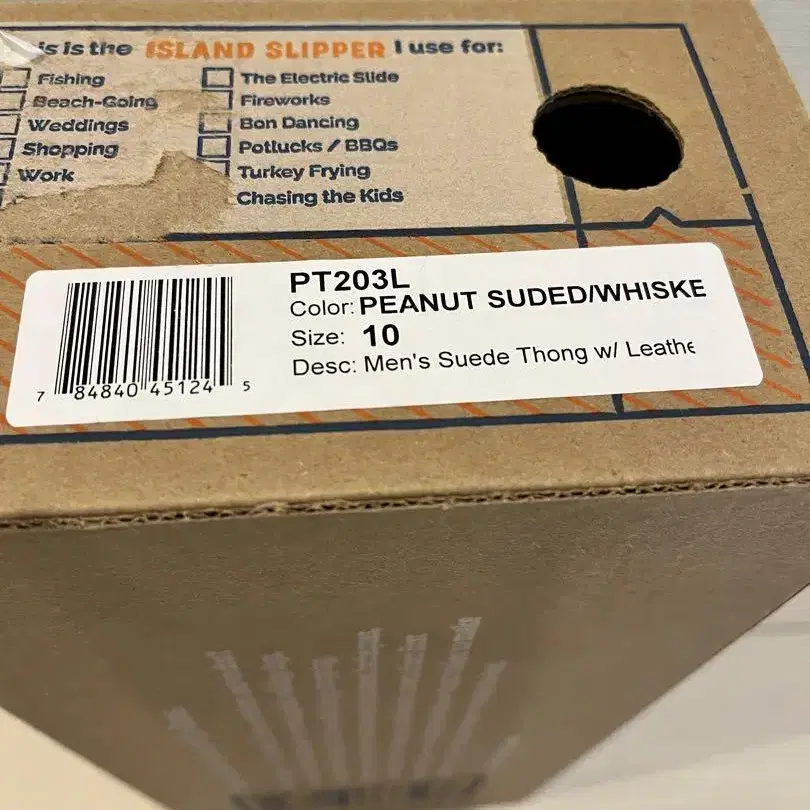 is is the ISLAND SLIPPER I use for:
Fishing
Beach-Going
Weddings
Shopping
Work
The Electric Slide
Fireworks
Bon Dancing
Potlucks / BBQs
Turkey Frying
Chasing the Kids
PT203L
Color: PEANUT SUDED/WHISKE
Size: 10
Desc: Men's Suede Thong w/ Leathe
7 84840 45124 5